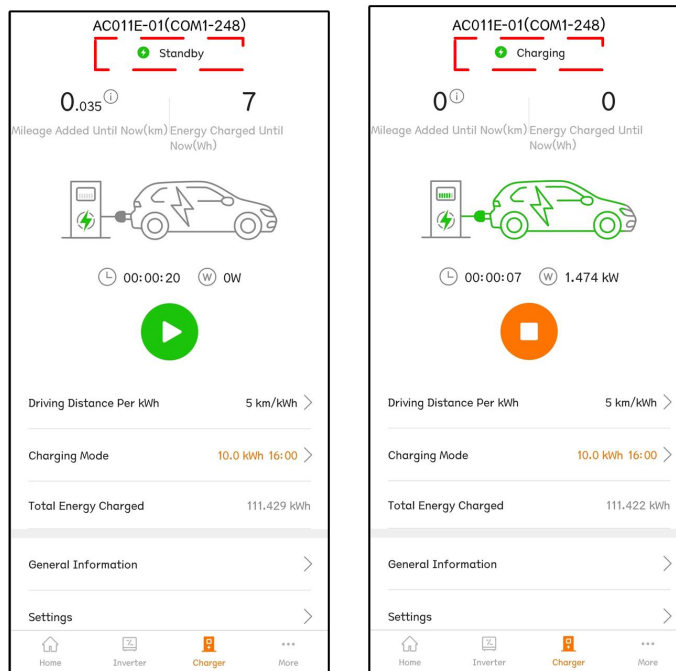 AC011E-01(COM1-248)
Standby
0.035
7
Mileage Added Until Now(km)
Energy Charged Until
Now(Wh)
00:00:20
W
0W
Driving Distance Per kWh
5 km/kWh
Charging Mode
10.0 kWh 16:00
Total Energy Charged
111.429 kWh
General Information
Settings
Home
Inverter
Charger
More
AC011E-01(COM1-248)
Charging
0
0
Mileage Added Until Now(km)
Energy Charged Until
Now(Wh)
00:00:07
W
1.474 kW
Driving Distance Per kWh
5 km/kWh
Charging Mode
10.0 kWh 16:00
Total Energy Charged
111.422 kWh
General Information
Settings
Home
Inverter
Charger
More